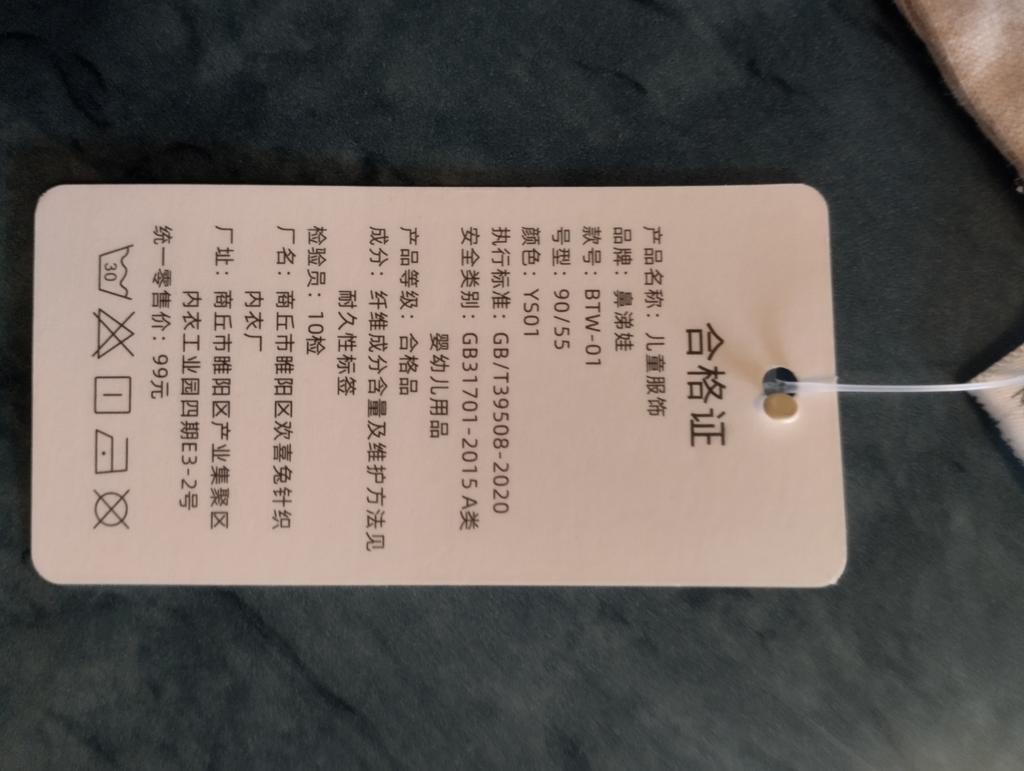 合格证
产品名称：儿童服饰
品牌：鼻涕娃
款号：BTW-01
号型：90/55
颜色：YS01
执行标准：GB/T39508-2020
安全类别：GB31701-2015 A类
婴幼儿用品
产品等级：合格品
成分：纤维成分含量及维护方法见
耐久性标签
检验员：10检
厂名：商丘市睢阳区欢喜兔针织
内衣厂
厂址：商丘市睢阳区产业集聚区
内衣工业园四期E3-2号
统一零售价：99元
30